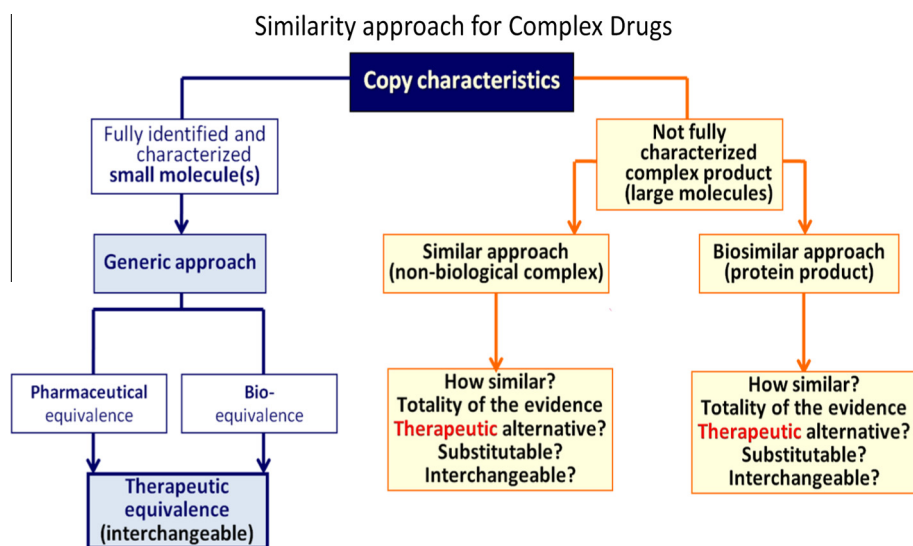 Similarity approach for Complex Drugs
Copy characteristics
Fully identified and
characterized
small molecule(s)
Not fully
characterized
complex product
(large molecules)
Generic approach
Similar approach
(non-biological complex)
Biosimilar approach
(protein product)
Pharmaceutical
equivalence
Bio-
equivalence
How similar?
Totality of the evidence
Therapeutic alternative?
Substitutable?
Interchangeable?
How similar?
Totality of the evidence
Therapeutic alternative?
Substitutable?
Interchangeable?
Therapeutic
equivalence
(interchangeable)